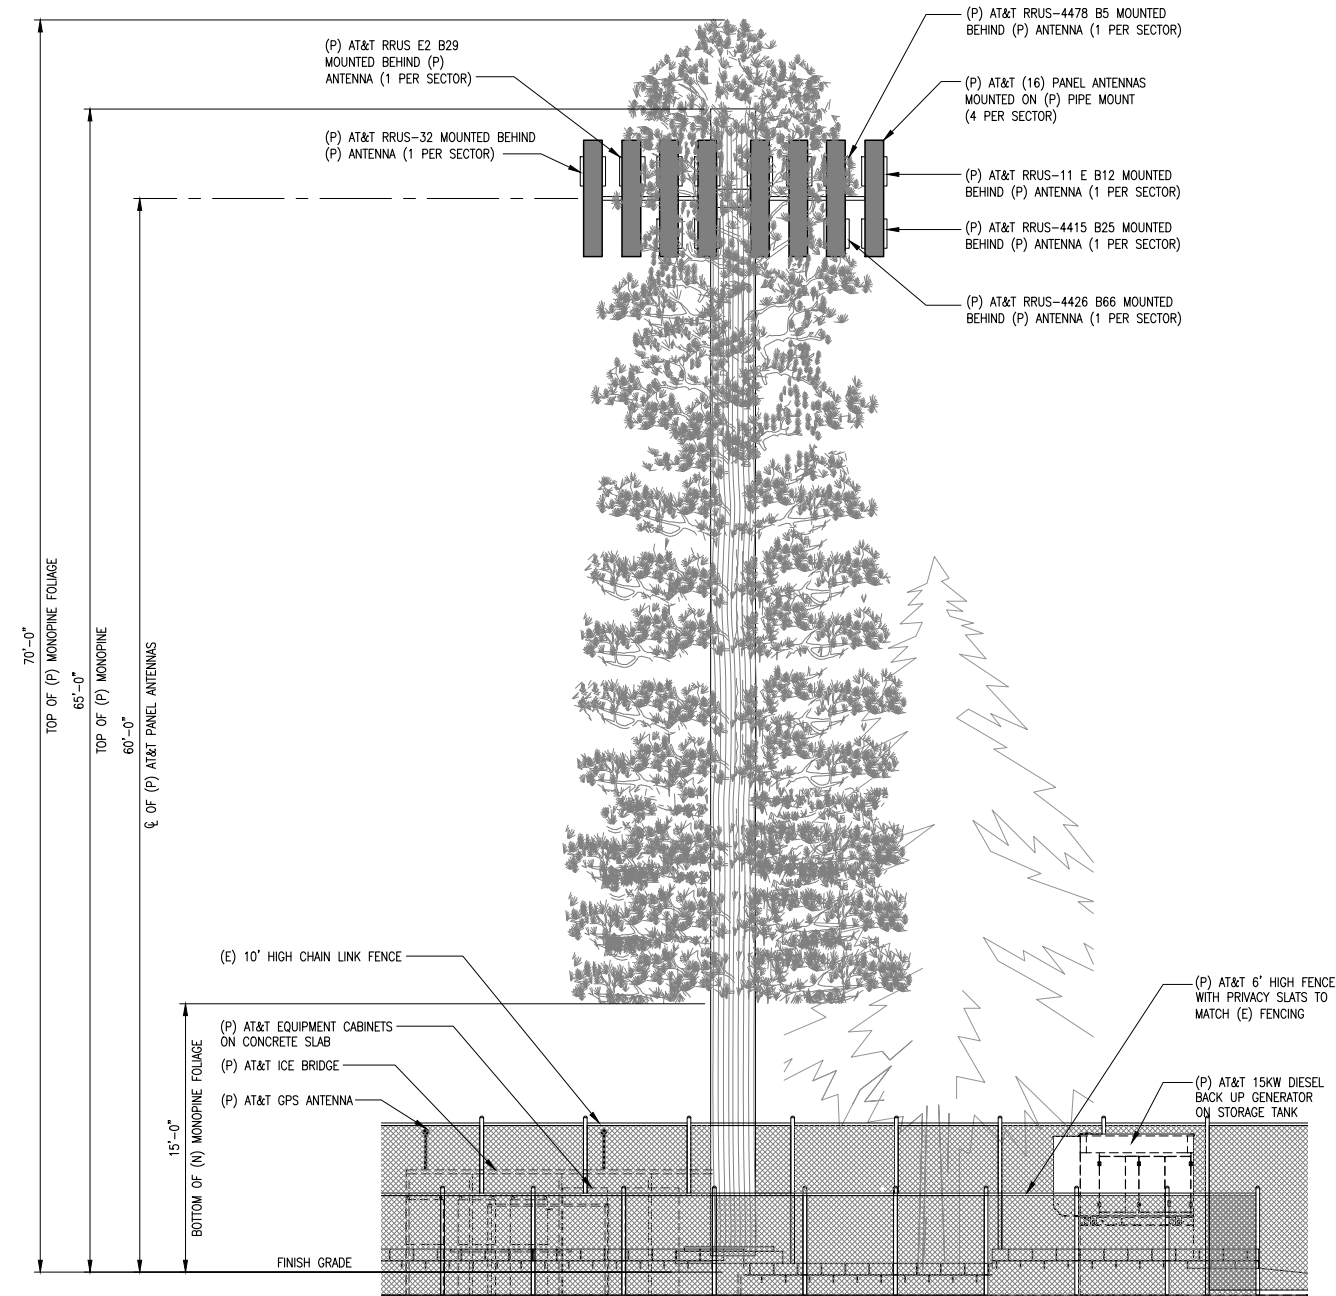 (P) AT&T RRUS-4478 B5 MOUNTED
BEHIND (P) ANTENNA (1 PER SECTOR)
(P) AT&T RRUS E2 B29
MOUNTED BEHIND (P)
ANTENNA (1 PER SECTOR)
(P) AT&T (16) PANEL ANTENNAS
MOUNTED ON (P) PIPE MOUNT
(4 PER SECTOR)
(P) AT&T RRUS-32 MOUNTED BEHIND
(P) ANTENNA (1 PER SECTOR)
(P) AT&T RRUS-11 E B12 MOUNTED
BEHIND (P) ANTENNA (1 PER SECTOR)
(P) AT&T RRUS-4415 B25 MOUNTED
BEHIND (P) ANTENNA (1 PER SECTOR)
(P) AT&T RRUS-4426 B66 MOUNTED
BEHIND (P) ANTENNA (1 PER SECTOR)
70'-0"
TOP OF (P) MONOPINE FOLIAGE
65'-0"
TOP OF (P) MONOPINE
60'-0"
℄ OF (P) AT&T PANEL ANTENNAS
(E) 10' HIGH CHAIN LINK FENCE
(P) AT&T EQUIPMENT CABINETS
ON CONCRETE SLAB
(P) AT&T ICE BRIDGE
(P) AT&T GPS ANTENNA
15'-0"
BOTTOM OF (N) MONOPINE FOLIAGE
FINISH GRADE
(P) AT&T 6' HIGH FENCE
WITH PRIVACY SLATS TO
MATCH (E) FENCING
(P) AT&T 15KW DIESEL
BACK UP GENERATOR
ON STORAGE TANK